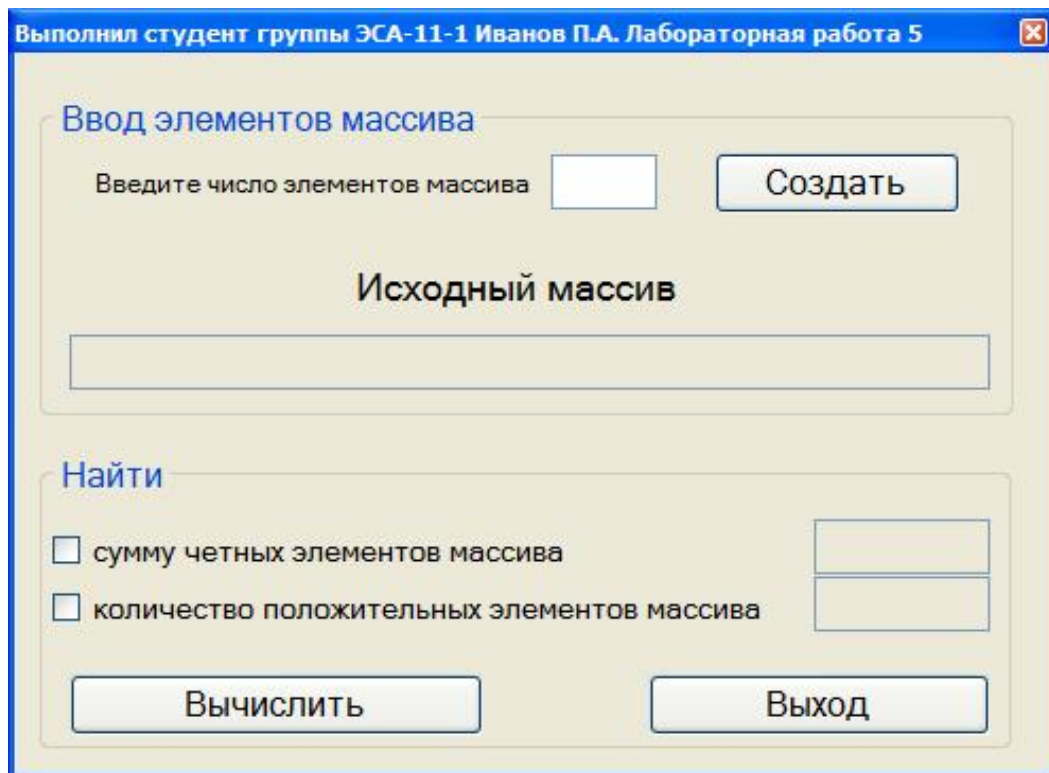 Выполнил студент группы ЭСА-11-1 Иванов П.А. Лабораторная работа 5
Ввод элементов массива
Введите число элементов массива
Создать
Исходный массив
Найти
сумму четных элементов массива
количество положительных элементов массива
Вычислить
Выход